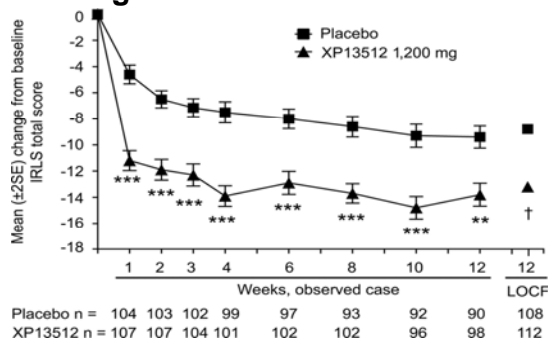 g
Mean (±2SE) change from baseline
IRLS total score
0
-2
-4
-6
-8
-10
-12
-14
-16
-18
Placebo
XP13512 1,200 mg
*** *** *** *** *** *** *** ** †
1 2 3 4 6 8 10 12 12
Weeks, observed case LOCF
Placebo n = 104 103 102 99 97 93 92 90 108
XP13512 n = 107 107 104 101 102 102 96 98 112